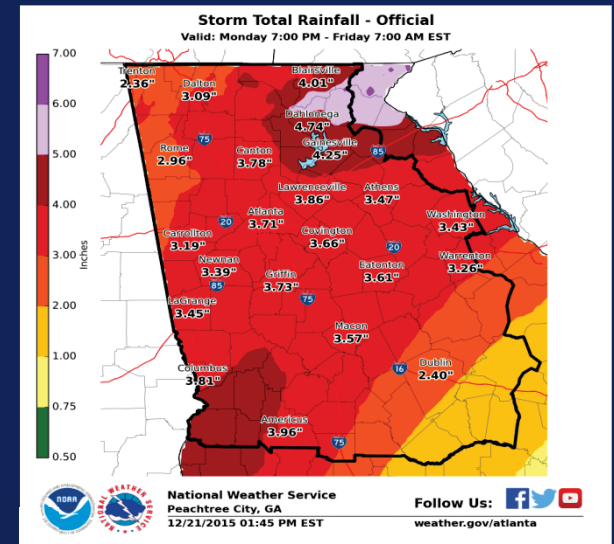 Storm Total Rainfall - Official
Valid: Monday 7:00 PM - Friday 7:00 AM EST
7.00
6.00
5.00
4.00
3.00
2.00
1.00
0.75
0.50
Inches
Trenton
2.36"
Dalton
3.09"
Blairsville
4.01"
Dahlonega
4.74"
Gainesville
4.25"
Rome
2.96"
75
Canton
3.78"
85
Lawrenceville
3.86"
Athens
3.47"
Atlanta
3.71"
20
Washington
3.43"
Carrollton
3.19"
Covington
3.66"
20
Newnan
3.39"
85
Griffin
3.73"
75
Eatonton
3.61"
Warrenton
3.26"
LaGrange
3.45"
Macon
3.57"
Columbus
3.81"
16
Dublin
2.40"
Americus
3.96"
75
NOAA
NATIONAL WEATHER SERVICE
National Weather Service
Peachtree City, GA
12/21/2015 01:45 PM EST
Follow Us:
weather.gov/atlanta